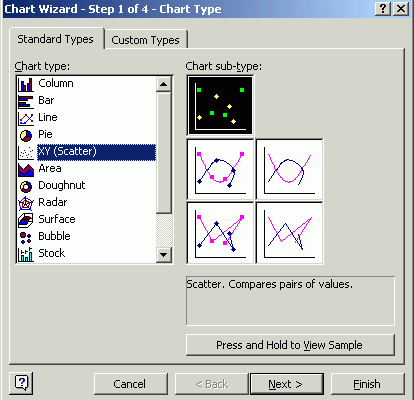 Chart Wizard - Step 1 of 4 - Chart Type
Standard Types
Custom Types
Chart type:
Column
Bar
Line
Pie
XY (Scatter)
Area
Doughnut
Radar
Surface
Bubble
Stock
Chart sub-type:
Scatter. Compares pairs of values.
Press and Hold to View Sample
Cancel
< Back
Next >
Finish